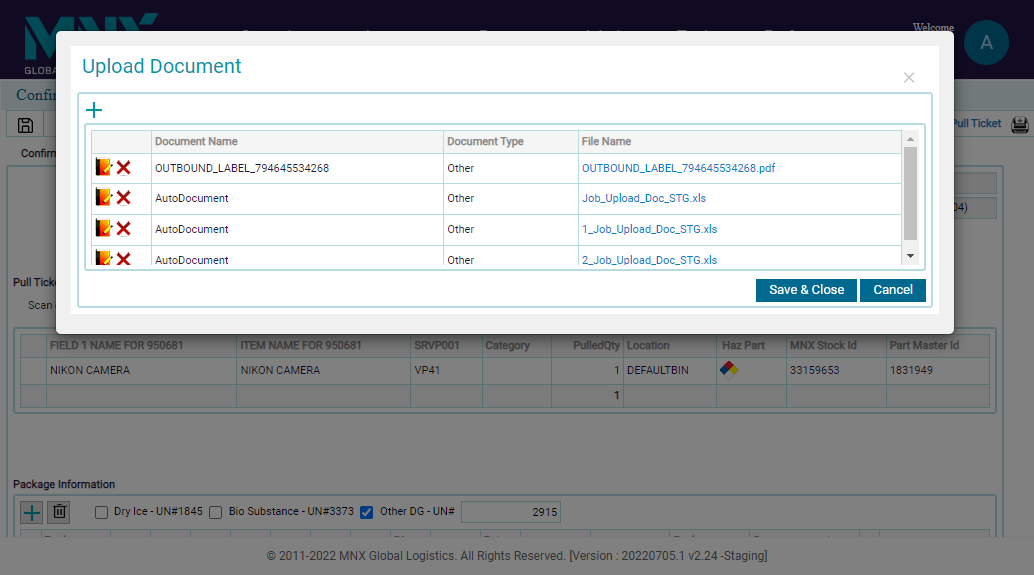 MNX
Welcome
A
GLOBA
Upload Document
Confir
Pull Ticket
Document Name Document Type File Name
Confirm
OUTBOUND_LABEL_794645534268 Other OUTBOUND_LABEL_794645534268.pdf
AutoDocument Other Job_Upload_Doc_STG.xls
04)
AutoDocument Other 1_Job_Upload_Doc_STG.xls
AutoDocument Other 2_Job_Upload_Doc_STG.xls
Pull Ticke
Save & Close Cancel
Scan
FIELD 1 NAME FOR 950681 ITEM NAME FOR 950681 SRVP001 Category PulledQty Location Haz Part MNX Stock Id Part Master Id
NIKON CAMERA NIKON CAMERA VP41 1 DEFAULTBIN 33159653 1831949
1
Package Information
Dry Ice - UN#1845 Bio Substance - UN#3373 Other DG - UN# 2915
© 2011-2022 MNX Global Logistics. All Rights Reserved. [Version : 20220705.1 v2.24 -Staging]